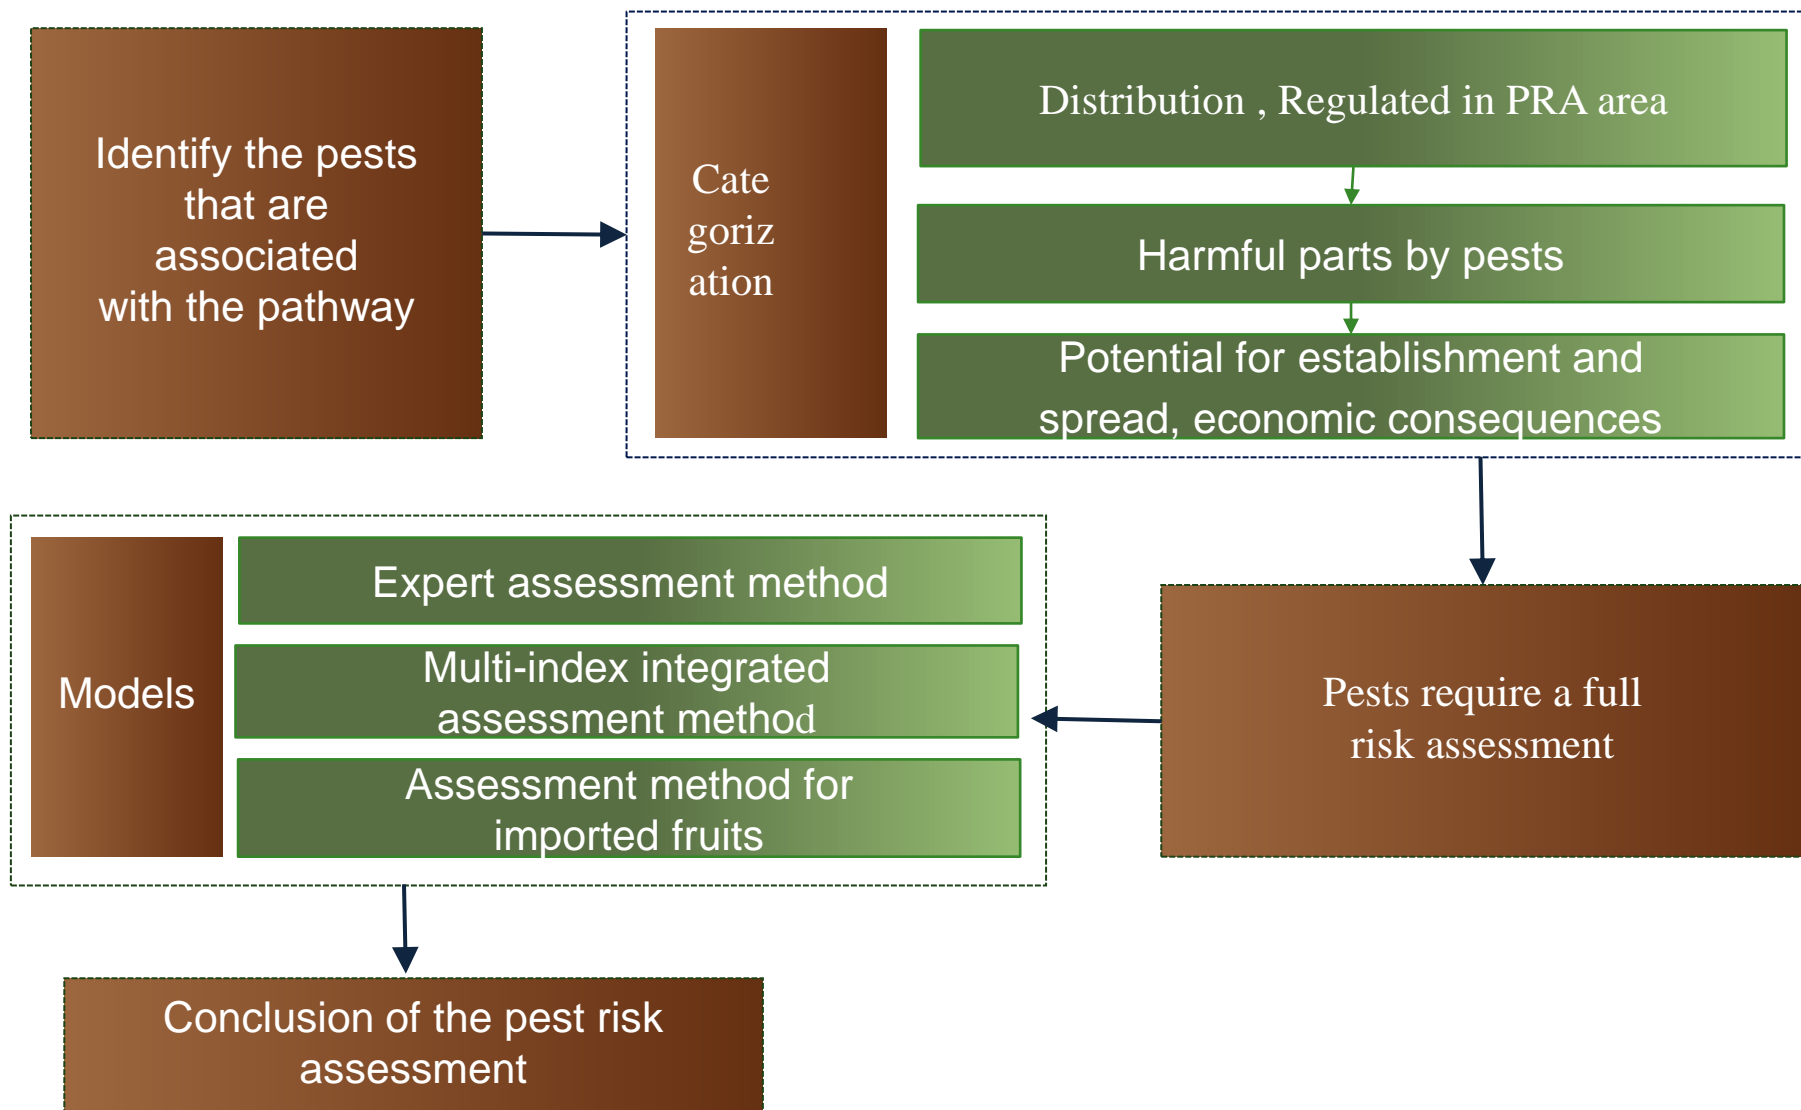 Identify the pests
that are
associated
with the pathway
Cate
goriz
ation
Distribution , Regulated in PRA area
Harmful parts by pests
Potential for establishment and
spread, economic consequences
Pests require a full
risk assessment
Models
Expert assessment method
Multi-index integrated
assessment method
Assessment method for
imported fruits
Conclusion of the pest risk
assessment